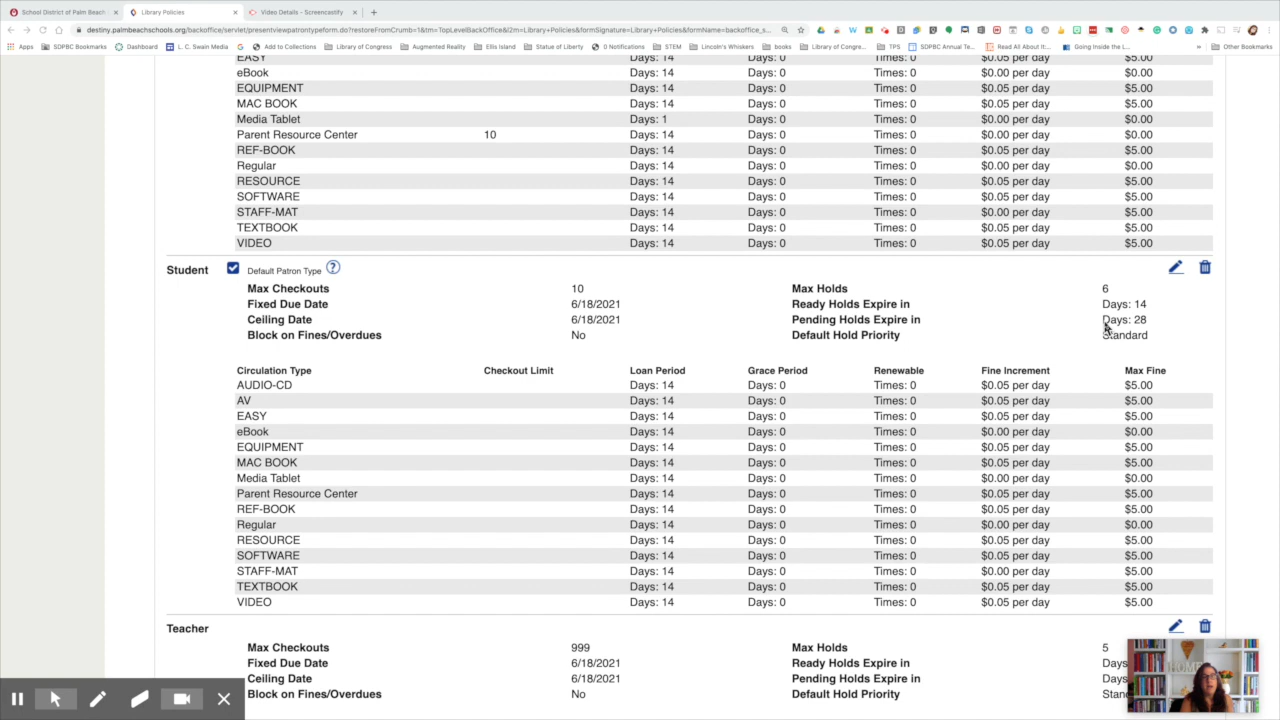 School District of Palm Beach
Library Policies
Video Details - Screencastify
destiny.palmbeachschools.org/backoffice/servlet/presentviewpatrontypeform.do?restoreFromCrumb=1&tm=TopLevelBackOffice&l2m=Library+Policies&formSignature=Library+Policies&formName=backoffice_s...
Apps SDPBC Bookmarks Dashboard L. C. Swain Media Add to Collections Library of Congress Augmented Reality Ellis Island Statue of Liberty 0 Notifications STEM Lincoln's Whiskers books Library of Congre... TPS SDPBC Annual Te... Read All About It:... Going Inside the L... » Other Bookmarks
EASY Days: 14 Days: 0 Times: 0 $0.05 per day $5.00
eBook Days: 14 Days: 0 Times: 0 $0.00 per day $0.00
EQUIPMENT Days: 14 Days: 0 Times: 0 $0.05 per day $5.00
MAC BOOK Days: 14 Days: 0 Times: 0 $0.05 per day $5.00
Media Tablet Days: 1 Days: 0 Times: 0 $0.00 per day $0.00
Parent Resource Center 10 Days: 14 Days: 0 Times: 0 $0.00 per day $0.00
REF-BOOK Days: 14 Days: 0 Times: 0 $0.05 per day $5.00
Regular Days: 14 Days: 0 Times: 0 $0.00 per day $0.00
RESOURCE Days: 14 Days: 0 Times: 0 $0.05 per day $5.00
SOFTWARE Days: 14 Days: 0 Times: 0 $0.05 per day $5.00
STAFF-MAT Days: 14 Days: 0 Times: 0 $0.00 per day $5.00
TEXTBOOK Days: 14 Days: 0 Times: 0 $0.05 per day $5.00
VIDEO Days: 14 Days: 0 Times: 0 $0.05 per day $5.00
Student Default Patron Type ?
Max Checkouts 10 Max Holds 6
Fixed Due Date 6/18/2021 Ready Holds Expire in Days: 14
Ceiling Date 6/18/2021 Pending Holds Expire in Days: 28
Block on Fines/Overdues No Default Hold Priority Standard
Circulation Type Checkout Limit Loan Period Grace Period Renewable Fine Increment Max Fine
AUDIO-CD Days: 14 Days: 0 Times: 0 $0.05 per day $5.00
AV Days: 14 Days: 0 Times: 0 $0.05 per day $5.00
EASY Days: 14 Days: 0 Times: 0 $0.05 per day $5.00
eBook Days: 14 Days: 0 Times: 0 $0.00 per day $0.00
EQUIPMENT Days: 14 Days: 0 Times: 0 $0.05 per day $5.00
MAC BOOK Days: 14 Days: 0 Times: 0 $0.05 per day $5.00
Media Tablet Days: 14 Days: 0 Times: 0 $0.00 per day $5.00
Parent Resource Center Days: 14 Days: 0 Times: 0 $0.05 per day $5.00
REF-BOOK Days: 14 Days: 0 Times: 0 $0.05 per day $5.00
Regular Days: 14 Days: 0 Times: 0 $0.00 per day $0.00
RESOURCE Days: 14 Days: 0 Times: 0 $0.05 per day $5.00
SOFTWARE Days: 14 Days: 0 Times: 0 $0.05 per day $5.00
STAFF-MAT Days: 14 Days: 0 Times: 0 $0.00 per day $5.00
TEXTBOOK Days: 14 Days: 0 Times: 0 $0.05 per day $5.00
VIDEO Days: 14 Days: 0 Times: 0 $0.05 per day $5.00
Teacher
Max Checkouts 999 Max Holds 5
Fixed Due Date 6/18/2021 Ready Holds Expire in Days
Ceiling Date 6/18/2021 Pending Holds Expire in Days
Block on Fines/Overdues No Default Hold Priority Stan